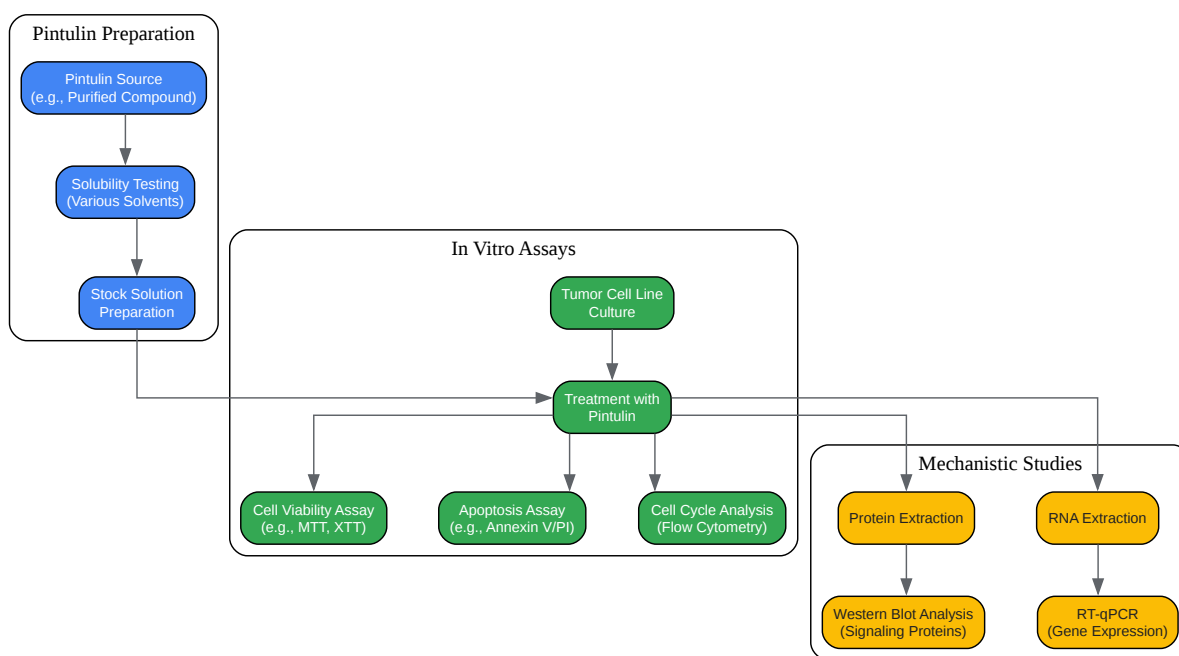 Pintulin Preparation
Pintulin Source
(e.g., Purified Compound)
Solubility Testing
(Various Solvents)
Stock Solution
Preparation
In Vitro Assays
Tumor Cell Line
Culture
Treatment with
Pintulin
Cell Viability Assay
(e.g., MTT, XTT)
Apoptosis Assay
(e.g., Annexin V/PI)
Cell Cycle Analysis
(Flow Cytometry)
Mechanistic Studies
Protein Extraction
RNA Extraction
Western Blot Analysis
(Signaling Proteins)
RT-qPCR
(Gene Expression)